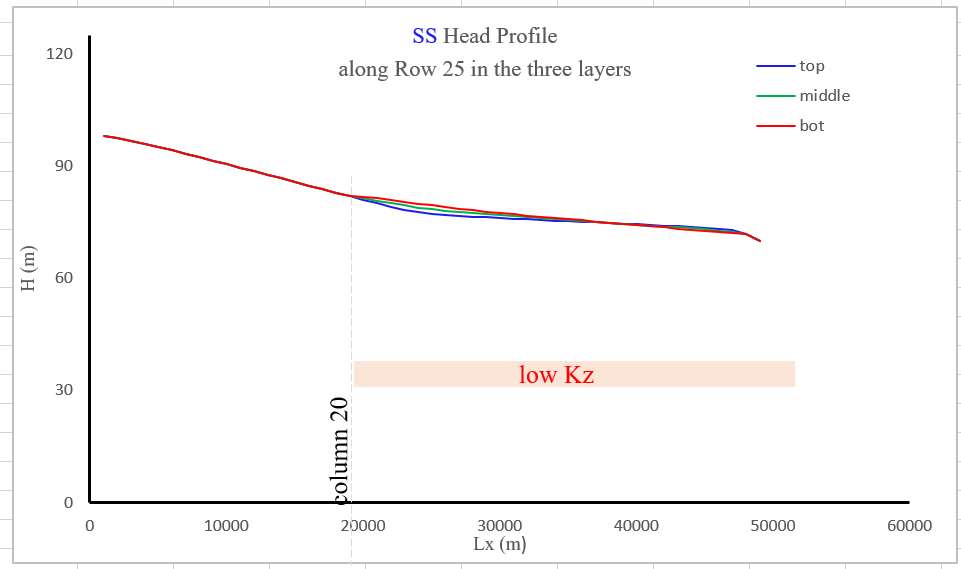 SS Head Profile
along Row 25 in the three layers
top
middle
bot
120
90
60
30
0
H (m)
low Kz
column 20
0 10000 20000 30000 40000 50000 60000
Lx (m)